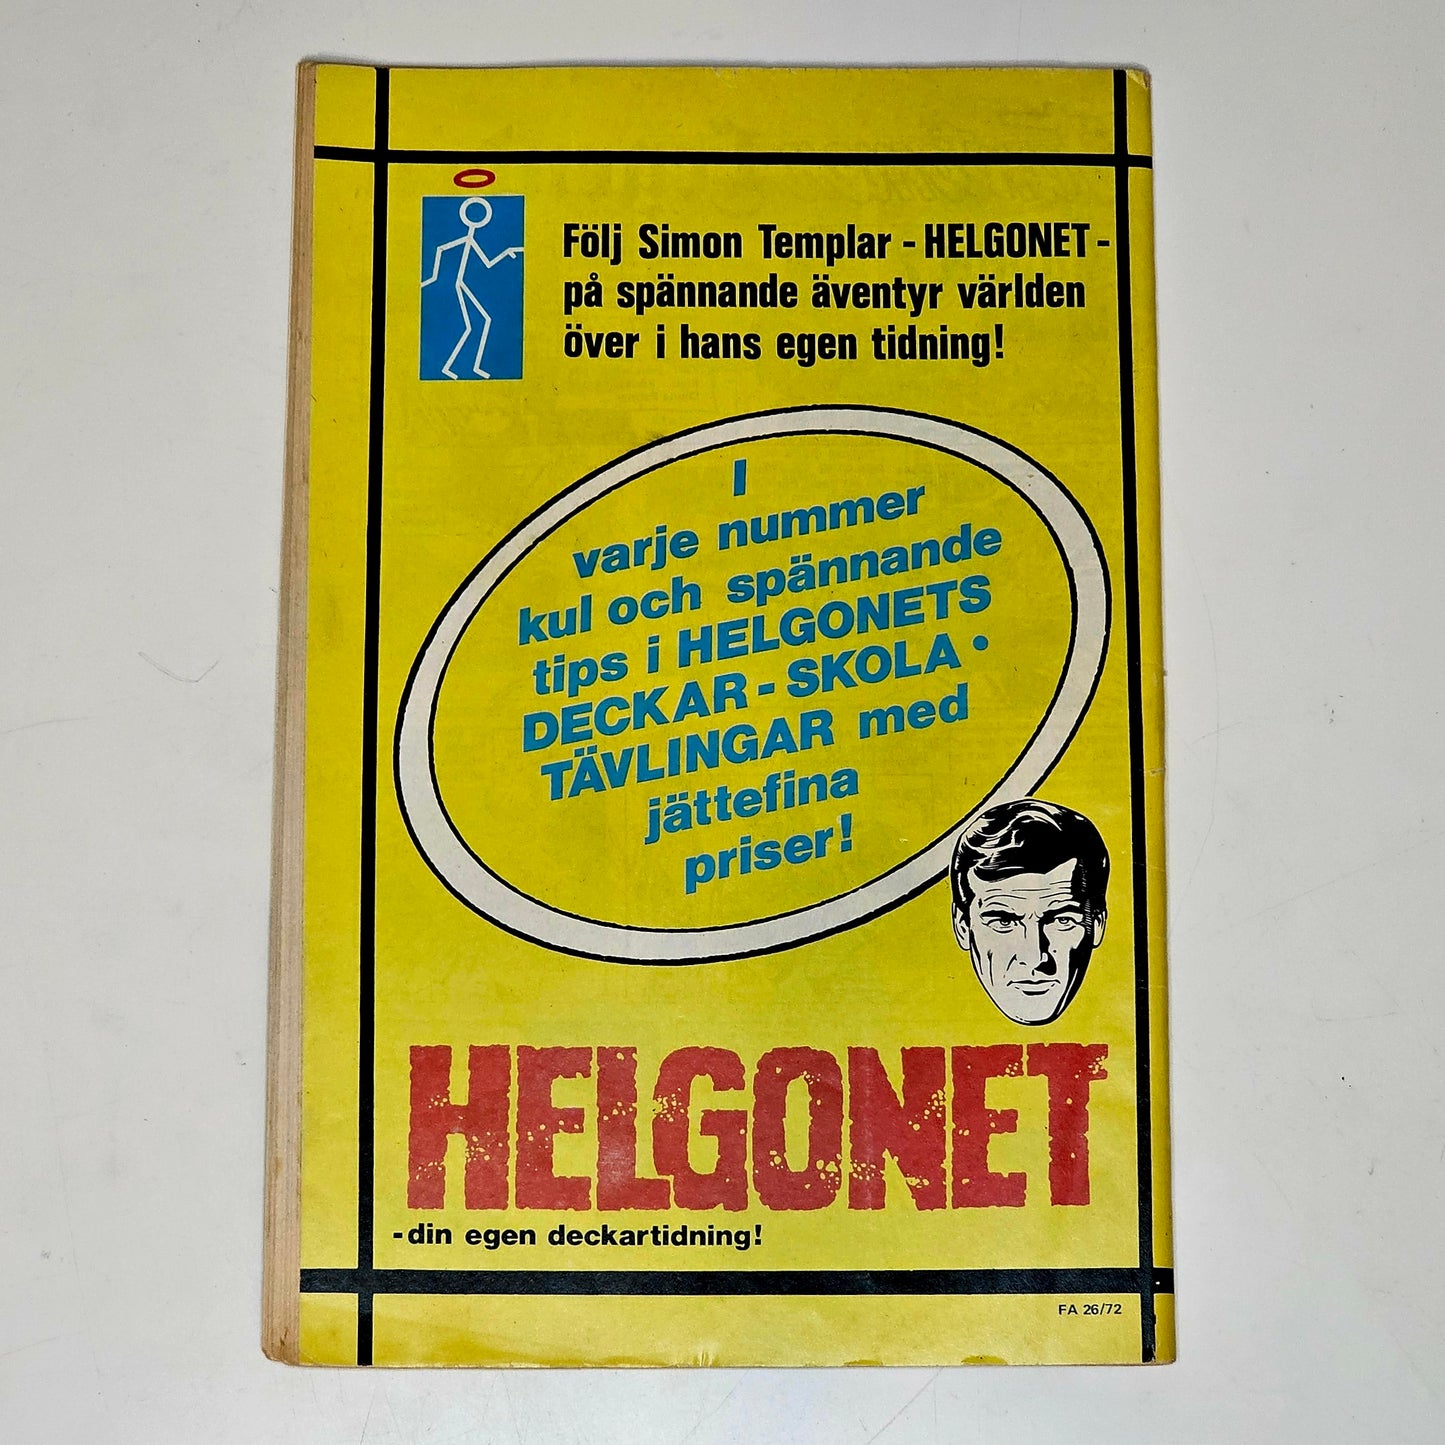 Följ Simon Templar - HELGONET -
på spännande äventyr världen
över i hans egen tidning!
I
varje nummer
kul och spännande
tips i HELGONETS
DECKAR - SKOLA •
TÄVLINGAR med
jättefina
priser!
HELGONET
- din egen deckartidning!
FA 26/72